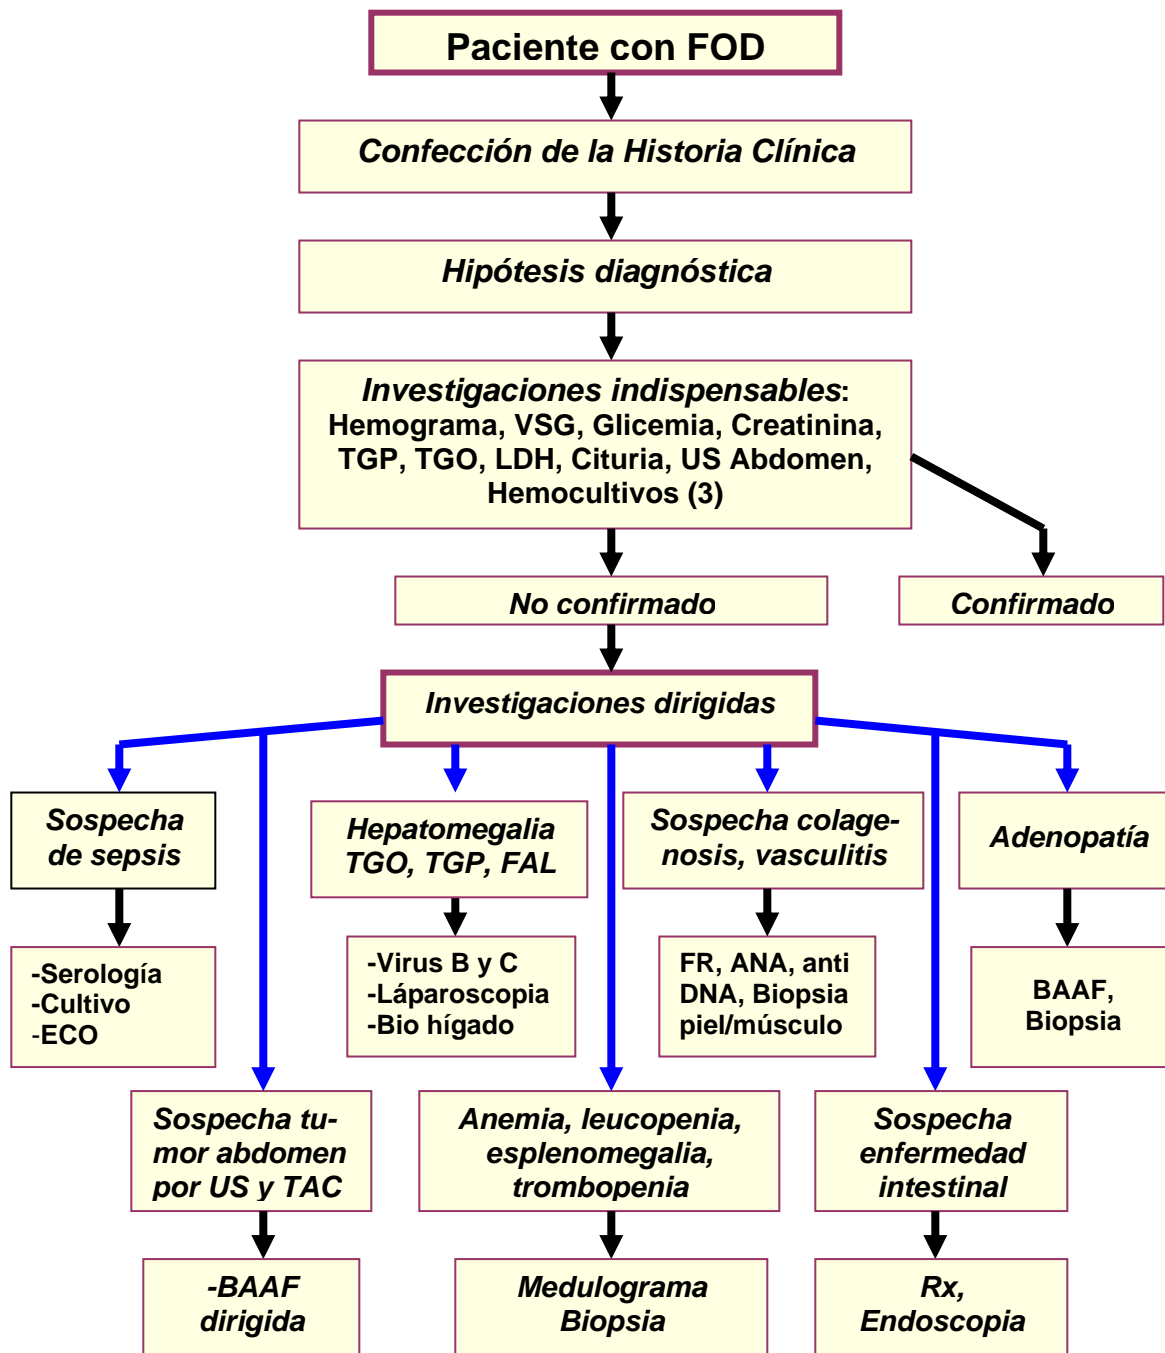 Paciente con FOD
Confección de la Historia Clínica
Hipótesis diagnóstica
Investigaciones indispensables:
Hemograma, VSG, Glicemia, Creatinina,
TGP, TGO, LDH, Cituria, US Abdomen,
Hemocultivos (3)
No confirmado
Confirmado
Investigaciones dirigidas
Sospecha
de sepsis
Hepatomegalia
TGO, TGP, FAL
Sospecha colage-
nosis, vasculitis
Adenopatía
-Serología
-Cultivo
-ECO
-Virus B y C
-Láparoscopia
-Bio hígado
FR, ANA, anti
DNA, Biopsia
piel/músculo
BAAF,
Biopsia
Sospecha tu-
mor abdomen
por US y TAC
Anemia, leucopenia,
esplenomegalia,
trombopenia
Sospecha
enfermedad
intestinal
-BAAF
dirigida
Medulograma
Biopsia
Rx,
Endoscopia